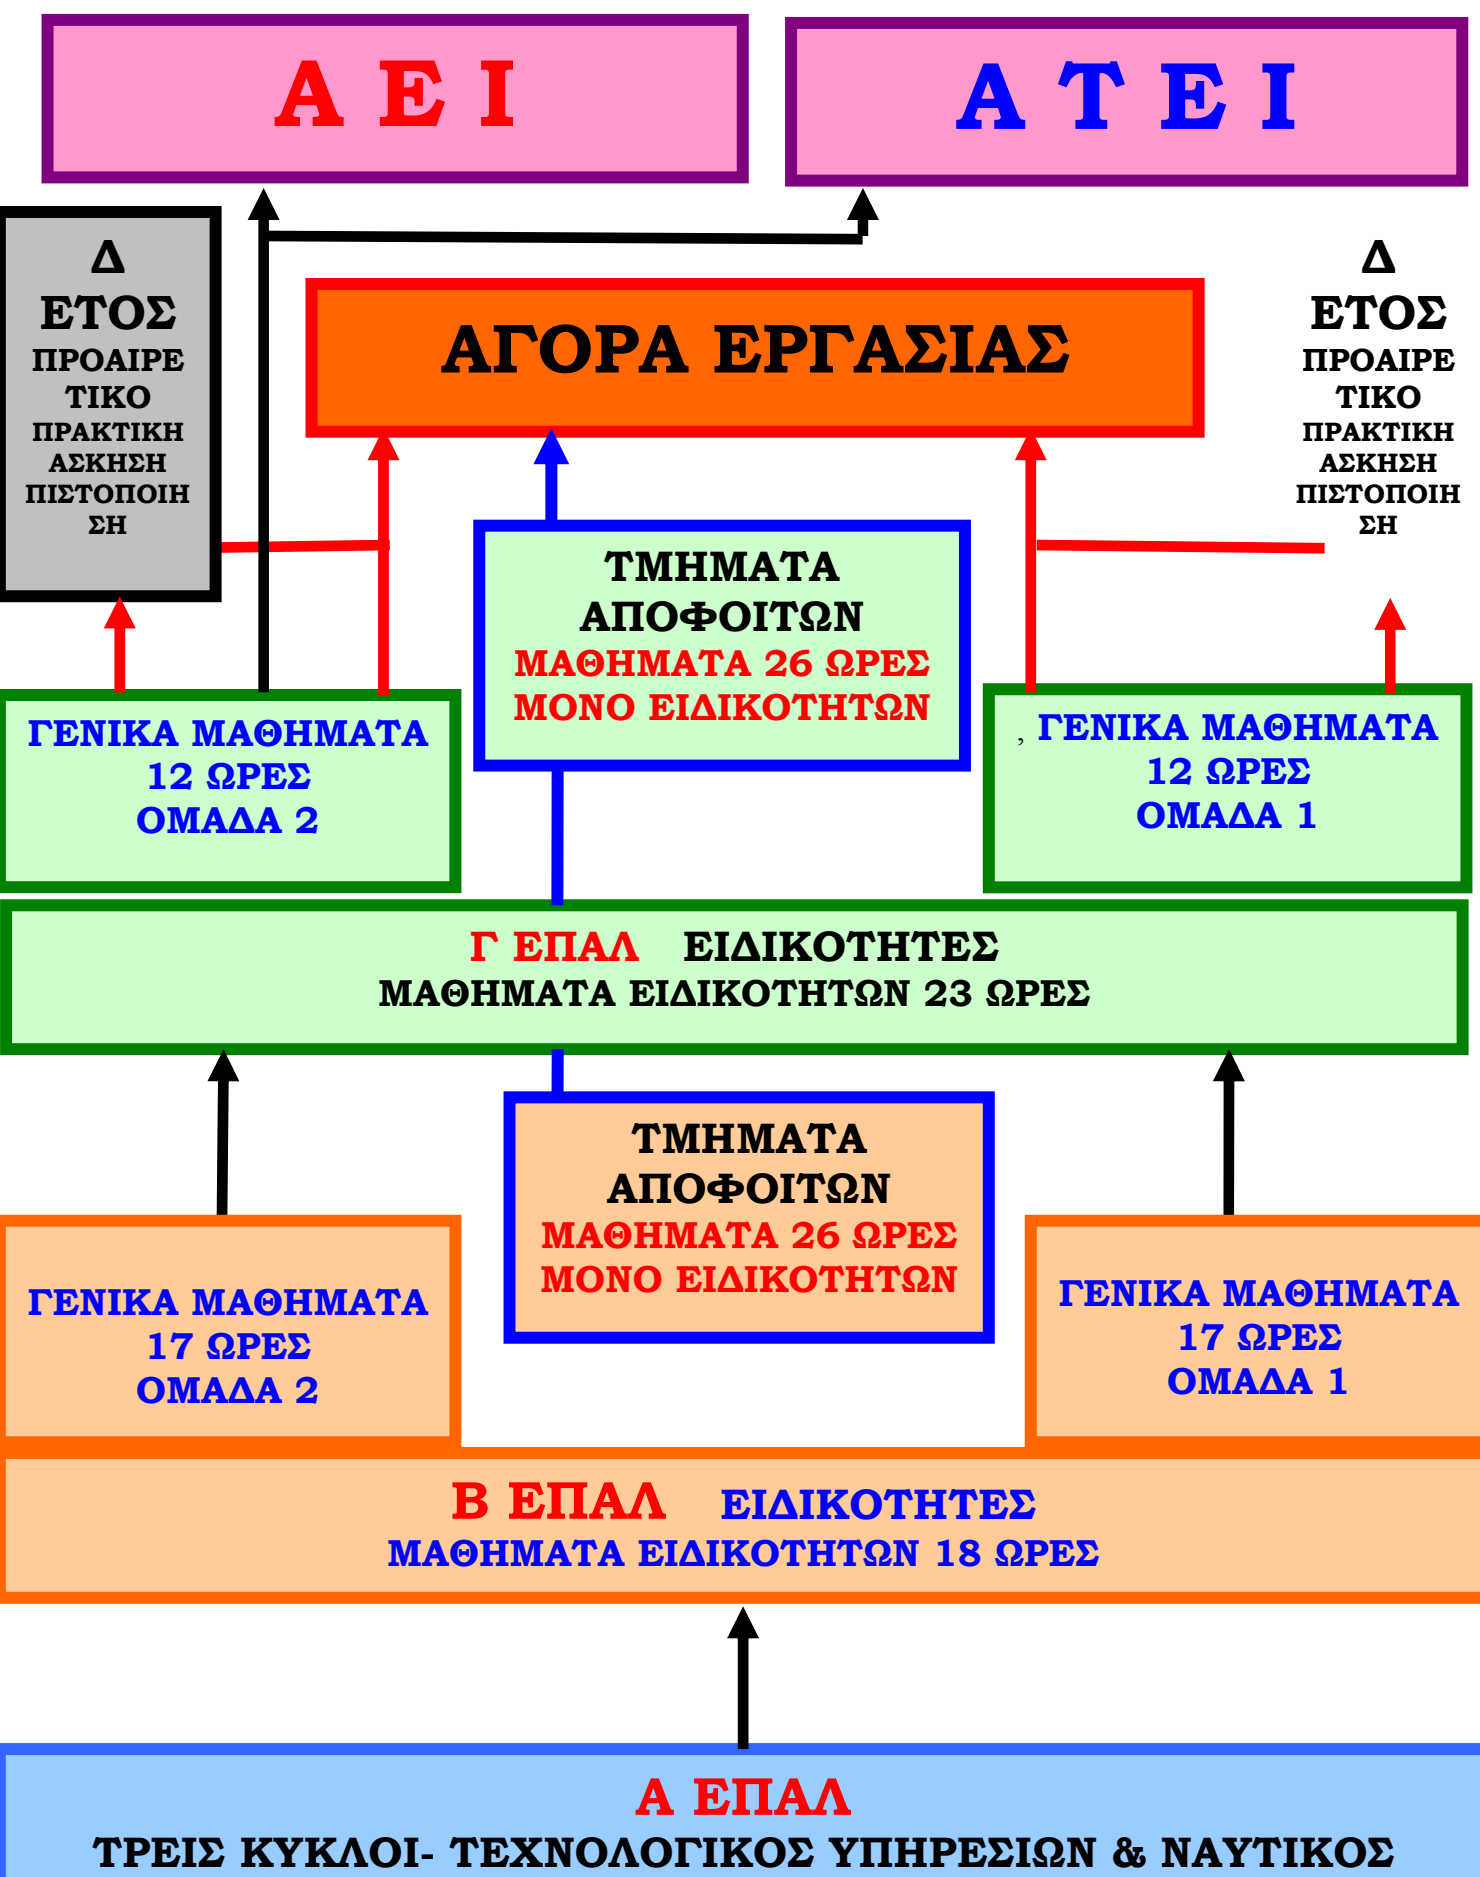 Α Ε Ι
Α Τ Ε Ι
Δ
ΕΤΟΣ
ΠΡΟΑΙΡΕ
ΤΙΚΟ
ΠΡΑΚΤΙΚΗ
ΑΣΚΗΣΗ
ΠΙΣΤΟΠΟΙΗ
ΣΗ
ΑΓΟΡΑ ΕΡΓΑΣΙΑΣ
Δ
ΕΤΟΣ
ΠΡΟΑΙΡΕ
ΤΙΚΟ
ΠΡΑΚΤΙΚΗ
ΑΣΚΗΣΗ
ΠΙΣΤΟΠΟΙΗ
ΣΗ
ΤΜΗΜΑΤΑ
ΑΠΟΦΟΙΤΩΝ
ΜΑΘΗΜΑΤΑ 26 ΩΡΕΣ
ΜΟΝΟ ΕΙΔΙΚΟΤΗΤΩΝ
ΓΕΝΙΚΑ ΜΑΘΗΜΑΤΑ
12 ΩΡΕΣ
ΟΜΑΔΑ 2
, ΓΕΝΙΚΑ ΜΑΘΗΜΑΤΑ
12 ΩΡΕΣ
ΟΜΑΔΑ 1
Γ ΕΠΑΛ ΕΙΔΙΚΟΤΗΤΕΣ
ΜΑΘΗΜΑΤΑ ΕΙΔΙΚΟΤΗΤΩΝ 23 ΩΡΕΣ
ΤΜΗΜΑΤΑ
ΑΠΟΦΟΙΤΩΝ
ΜΑΘΗΜΑΤΑ 26 ΩΡΕΣ
ΜΟΝΟ ΕΙΔΙΚΟΤΗΤΩΝ
ΓΕΝΙΚΑ ΜΑΘΗΜΑΤΑ
17 ΩΡΕΣ
ΟΜΑΔΑ 2
ΓΕΝΙΚΑ ΜΑΘΗΜΑΤΑ
17 ΩΡΕΣ
ΟΜΑΔΑ 1
Β ΕΠΑΛ ΕΙΔΙΚΟΤΗΤΕΣ
ΜΑΘΗΜΑΤΑ ΕΙΔΙΚΟΤΗΤΩΝ 18 ΩΡΕΣ
Α ΕΠΑΛ
ΤΡΕΙΣ ΚΥΚΛΟΙ- ΤΕΧΝΟΛΟΓΙΚΟΣ ΥΠΗΡΕΣΙΩΝ & ΝΑΥΤΙΚΟΣ